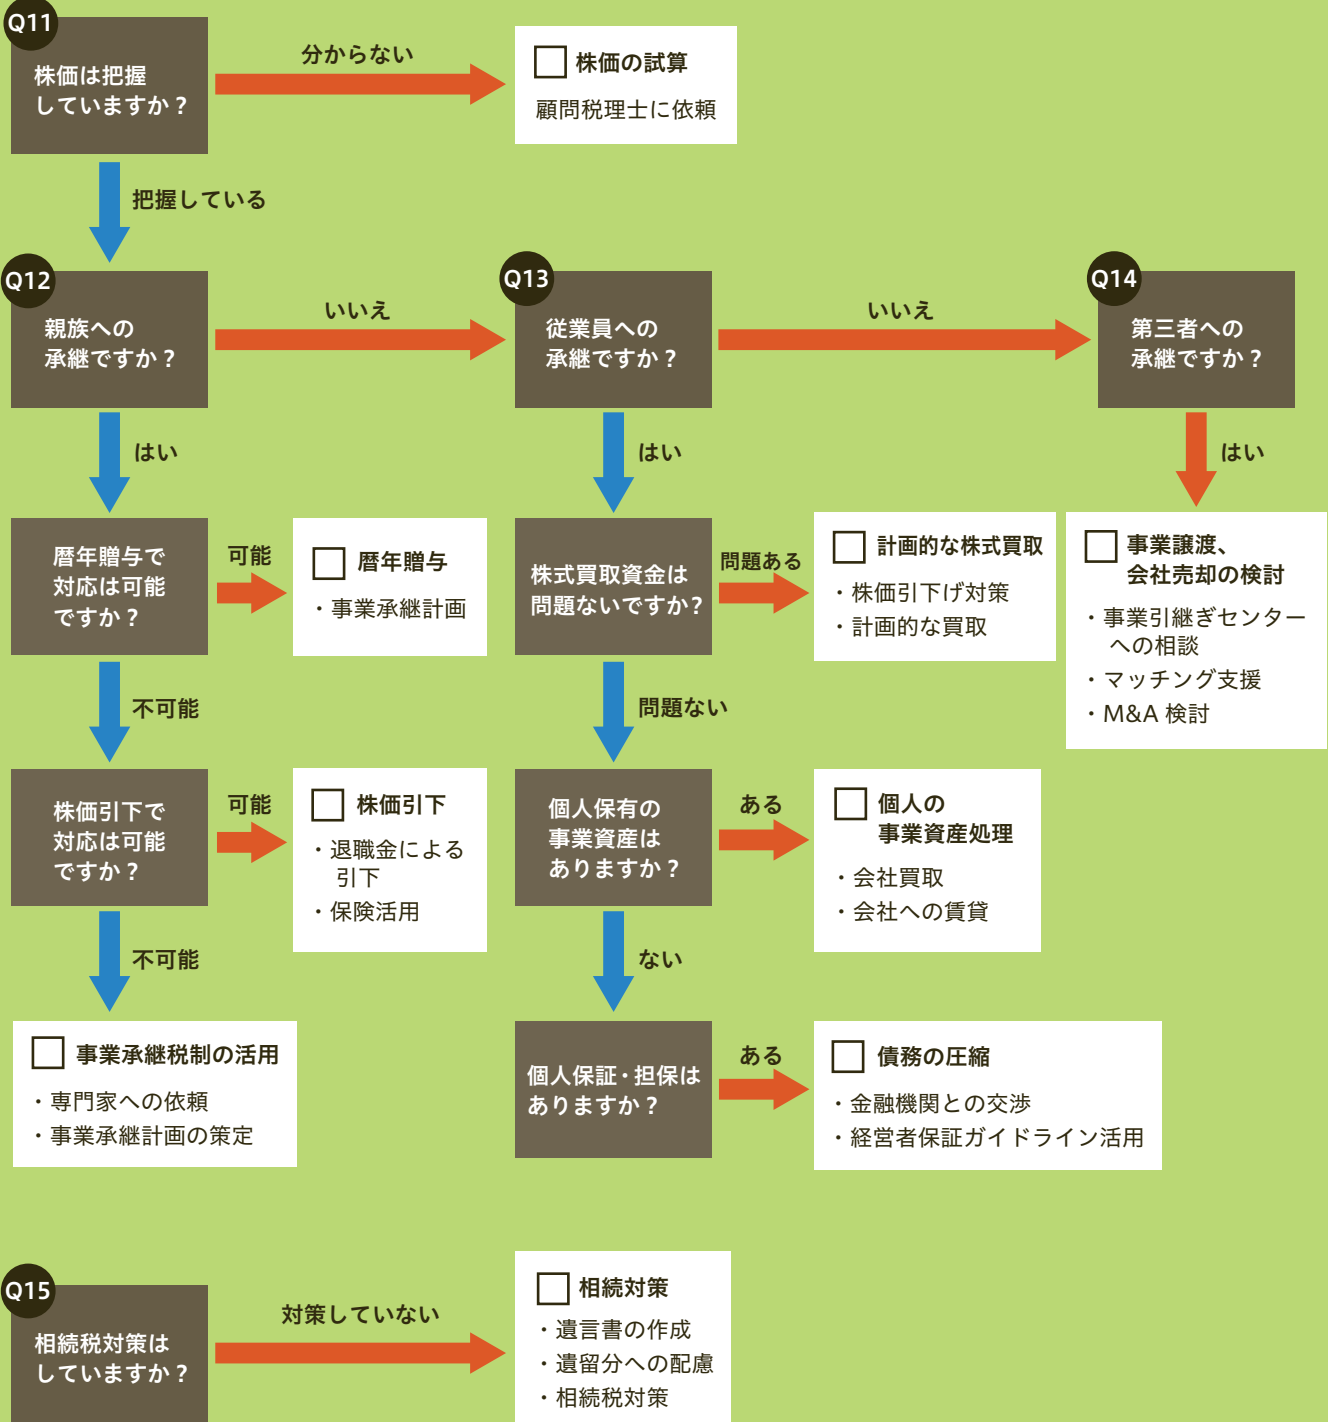 Q11
株価は把握
していますか？
分からない
株価の試算
顧問税理士に依頼
把握している
Q12
親族への
承継ですか？
いいえ
Q13
従業員への
承継ですか？
いいえ
Q14
第三者への
承継ですか？
はい
はい
はい
暦年贈与で
対応は可能
ですか？
可能
暦年贈与
・事業承継計画
株式買取資金は
問題ないですか?
問題ある
計画的な株式買取
・株価引下げ対策
・計画的な買取
事業譲渡、
会社売却の検討
・事業引継ぎセンター
への相談
・マッチング支援
・M&A 検討
不可能
問題ない
株価引下で
対応は可能
ですか？
可能
株価引下
・退職金による
引下
・保険活用
個人保有の
事業資産は
ありますか？
ある
個人の
事業資産処理
・会社買取
・会社への賃貸
不可能
ない
事業承継税制の活用
・専門家への依頼
・事業承継計画の策定
個人保証・担保は
ありますか？
ある
債務の圧縮
・金融機関との交渉
・経営者保証ガイドライン活用
Q15
相続税対策は
していますか？
対策していない
相続対策
・遺言書の作成
・遺留分への配慮
・相続税対策